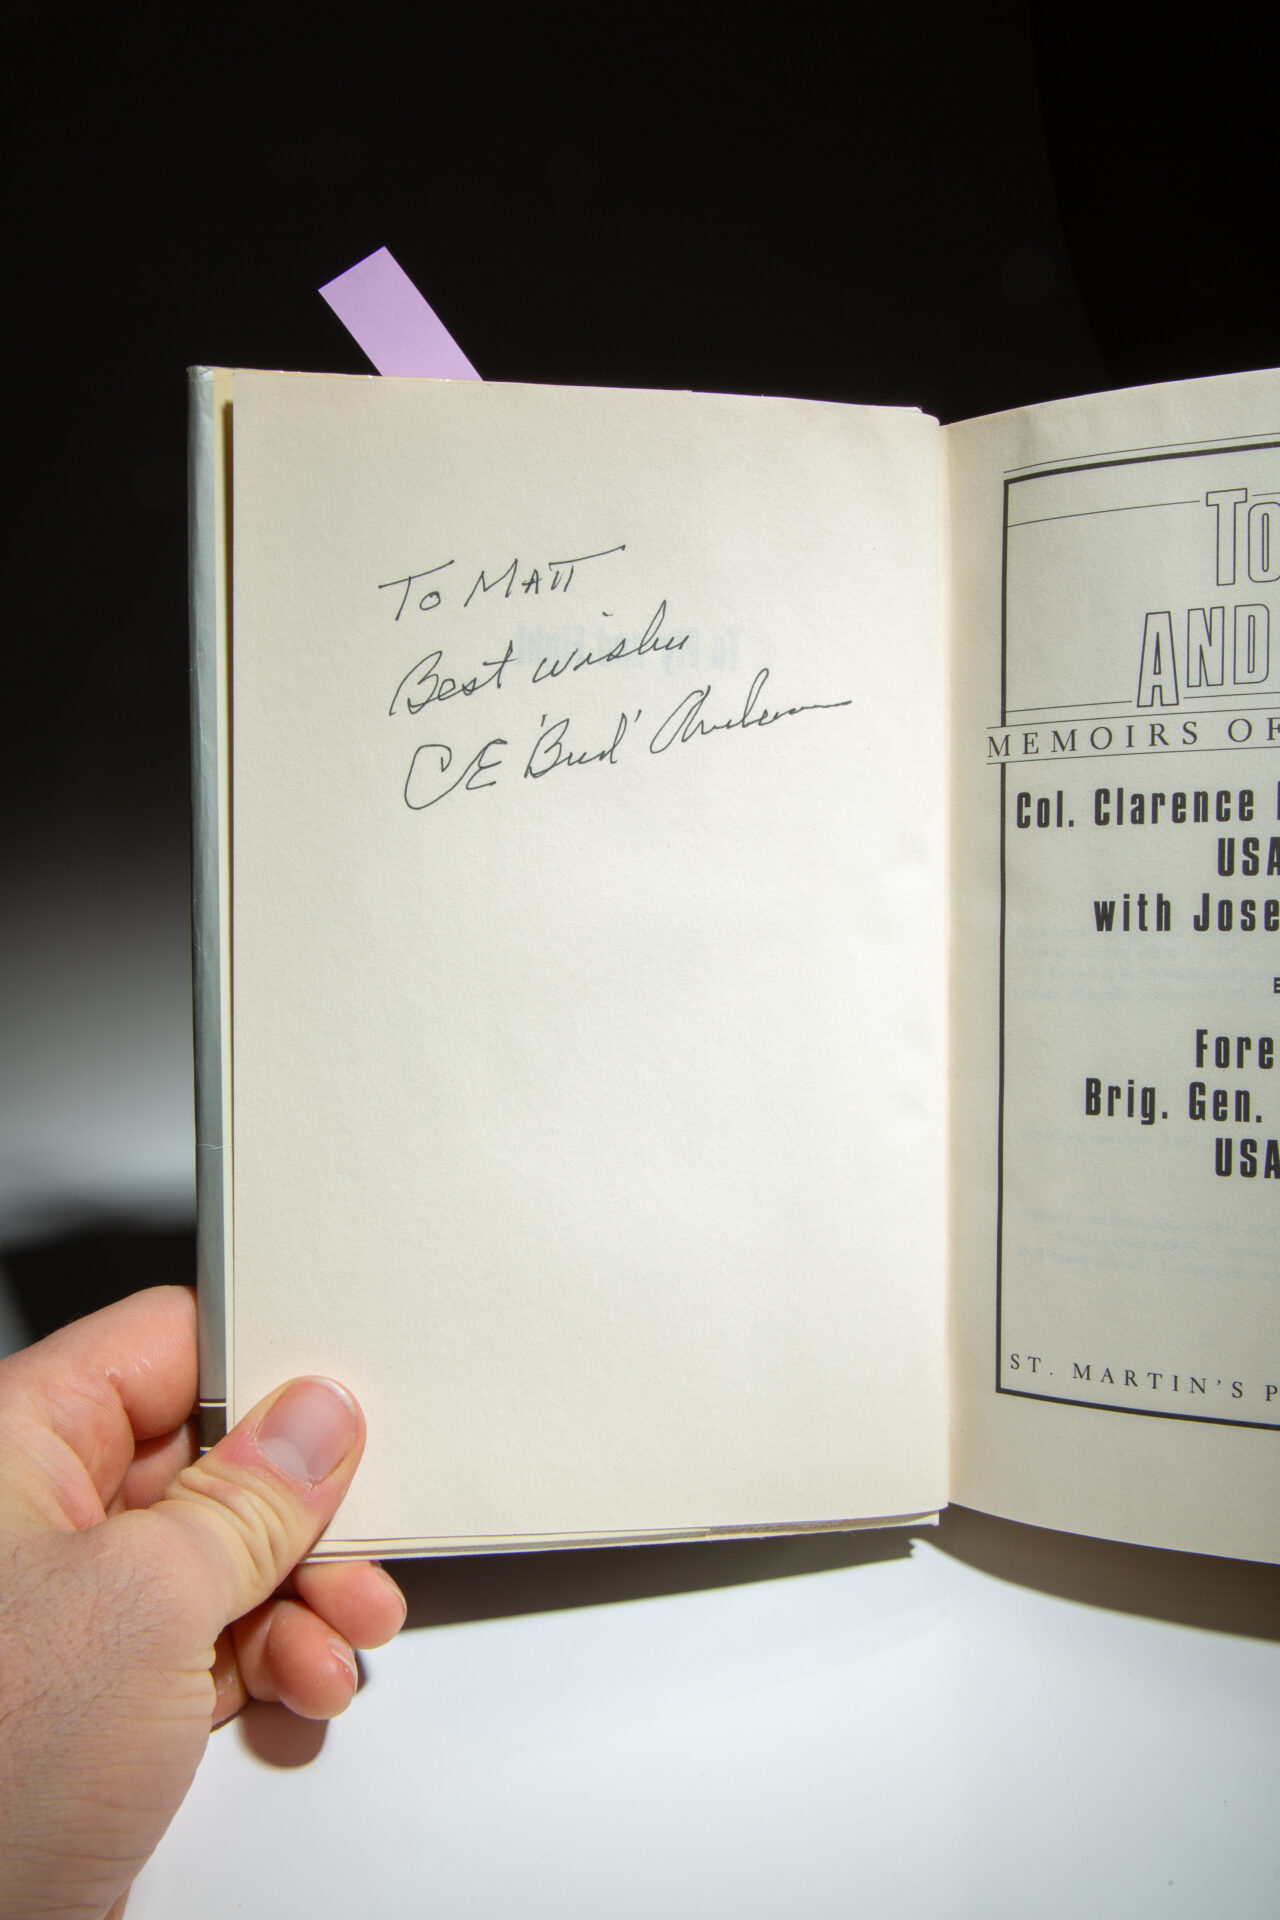 To Matt
Best wishes
CE 'Bud' Anderson
To
AND
MEMOIRS OF
Col. Clarence
USA
with Jose
Fore
Brig. Gen.
USA
ST. MARTIN'S P